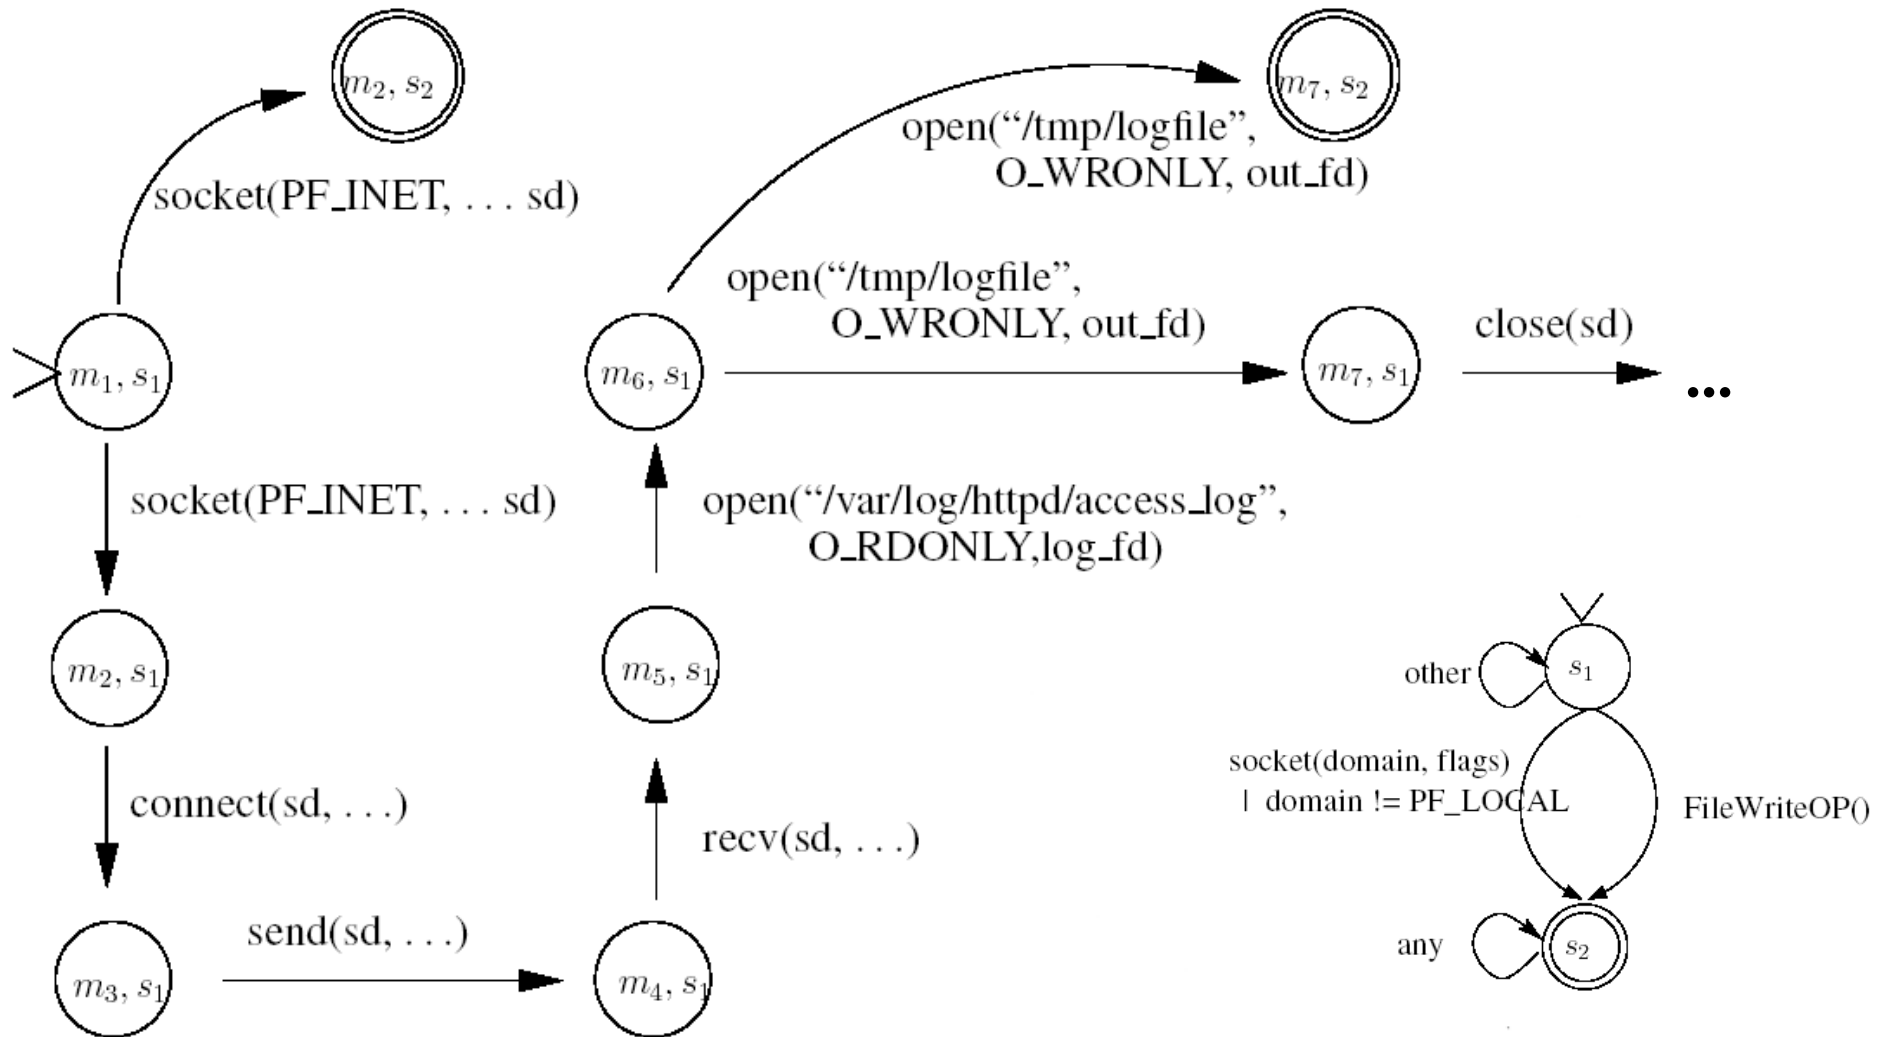 m₂, s₂
m₇, s₂
open(“/tmp/logfile”,
O_WRONLY, out_fd)
socket(PF_INET, . . . sd)
open(“/tmp/logfile”,
O_WRONLY, out_fd)
close(sd)
m₁, s₁
m₆, s₁
m₇, s₁
...
socket(PF_INET, . . . sd)
open(“/var/log/httpd/access_log”,
O_RDONLY,log_fd)
m₂, s₁
m₅, s₁
connect(sd, . . .)
recv(sd, . . .)
send(sd, . . .)
m₃, s₁
m₄, s₁
other
s₁
socket(domain, flags)
| domain != PF_LOCAL
FileWriteOP()
any
s₂